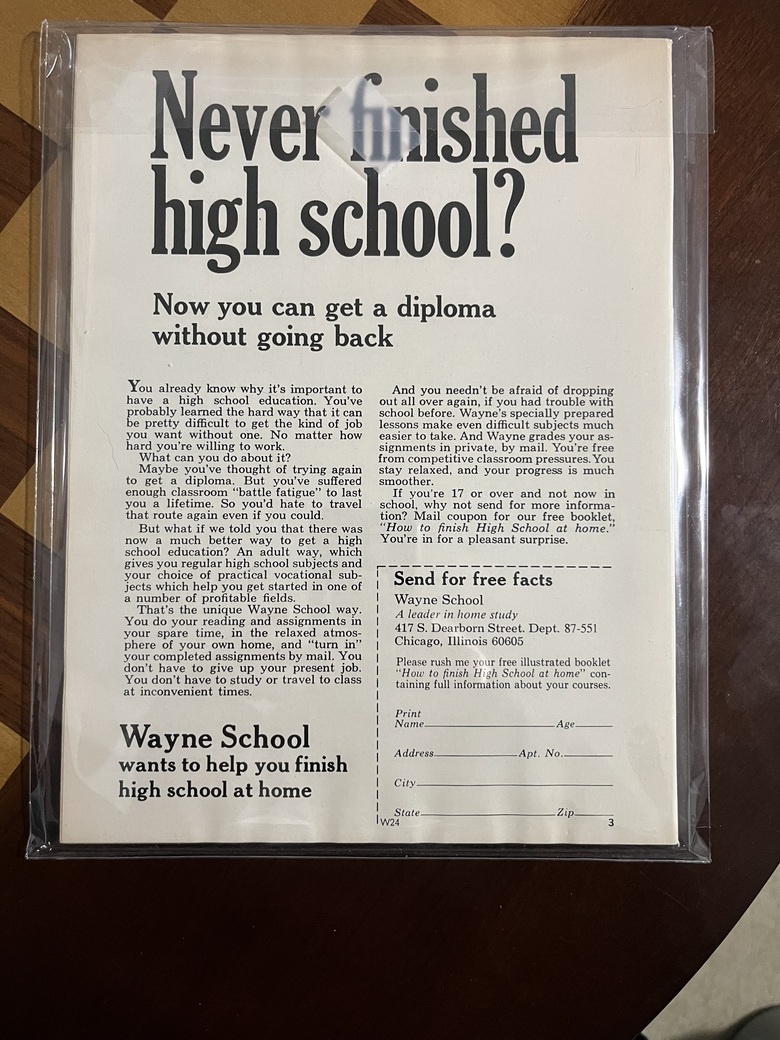 Never finished
high school?
Now you can get a diploma
without going back
You already know why it's important to
have a high school education. You've
probably learned the hard way that it can
be pretty difficult to get the kind of job
you want without one. No matter how
hard you're willing to work.
What can you do about it?
Maybe you've thought of trying again
to get a diploma. But you've suffered
enough classroom "battle fatigue" to last
you a lifetime. So you'd hate to travel
that route again even if you could.
But what if we told you that there was
now a much better way to get a high
school education? An adult way, which
gives you regular high school subjects and
your choice of practical vocational sub-
jects which help you get started in one of
a number of profitable fields.
That's the unique Wayne School way.
You do your reading and assignments in
your spare time, in the relaxed atmos-
phere of your own home, and "turn in"
your completed assignments by mail. You
don't have to give up your present job.
You don't have to study or travel to class
at inconvenient times.
Wayne School
wants to help you finish
high school at home
And you needn't be afraid of dropping
out all over again, if you had trouble with
school before. Wayne's specially prepared
lessons make even difficult subjects much
easier to take. And Wayne grades your as-
signments in private, by mail. You're free
from competitive classroom pressures. You
stay relaxed, and your progress is much
smoother.
If you're 17 or over and not now in
school, why not send for more informa-
tion? Mail coupon for our free booklet,
"How to finish High School at home."
You're in for a pleasant surprise.
Send for free facts
Wayne School
A leader in home study
417 S. Dearborn Street. Dept. 87-551
Chicago, Illinois 60605
Please rush me your free illustrated booklet
"How to finish High School at home" con-
taining full information about your courses.
Print
Name Age
Address Apt. No.
City
State Zip
W24 3